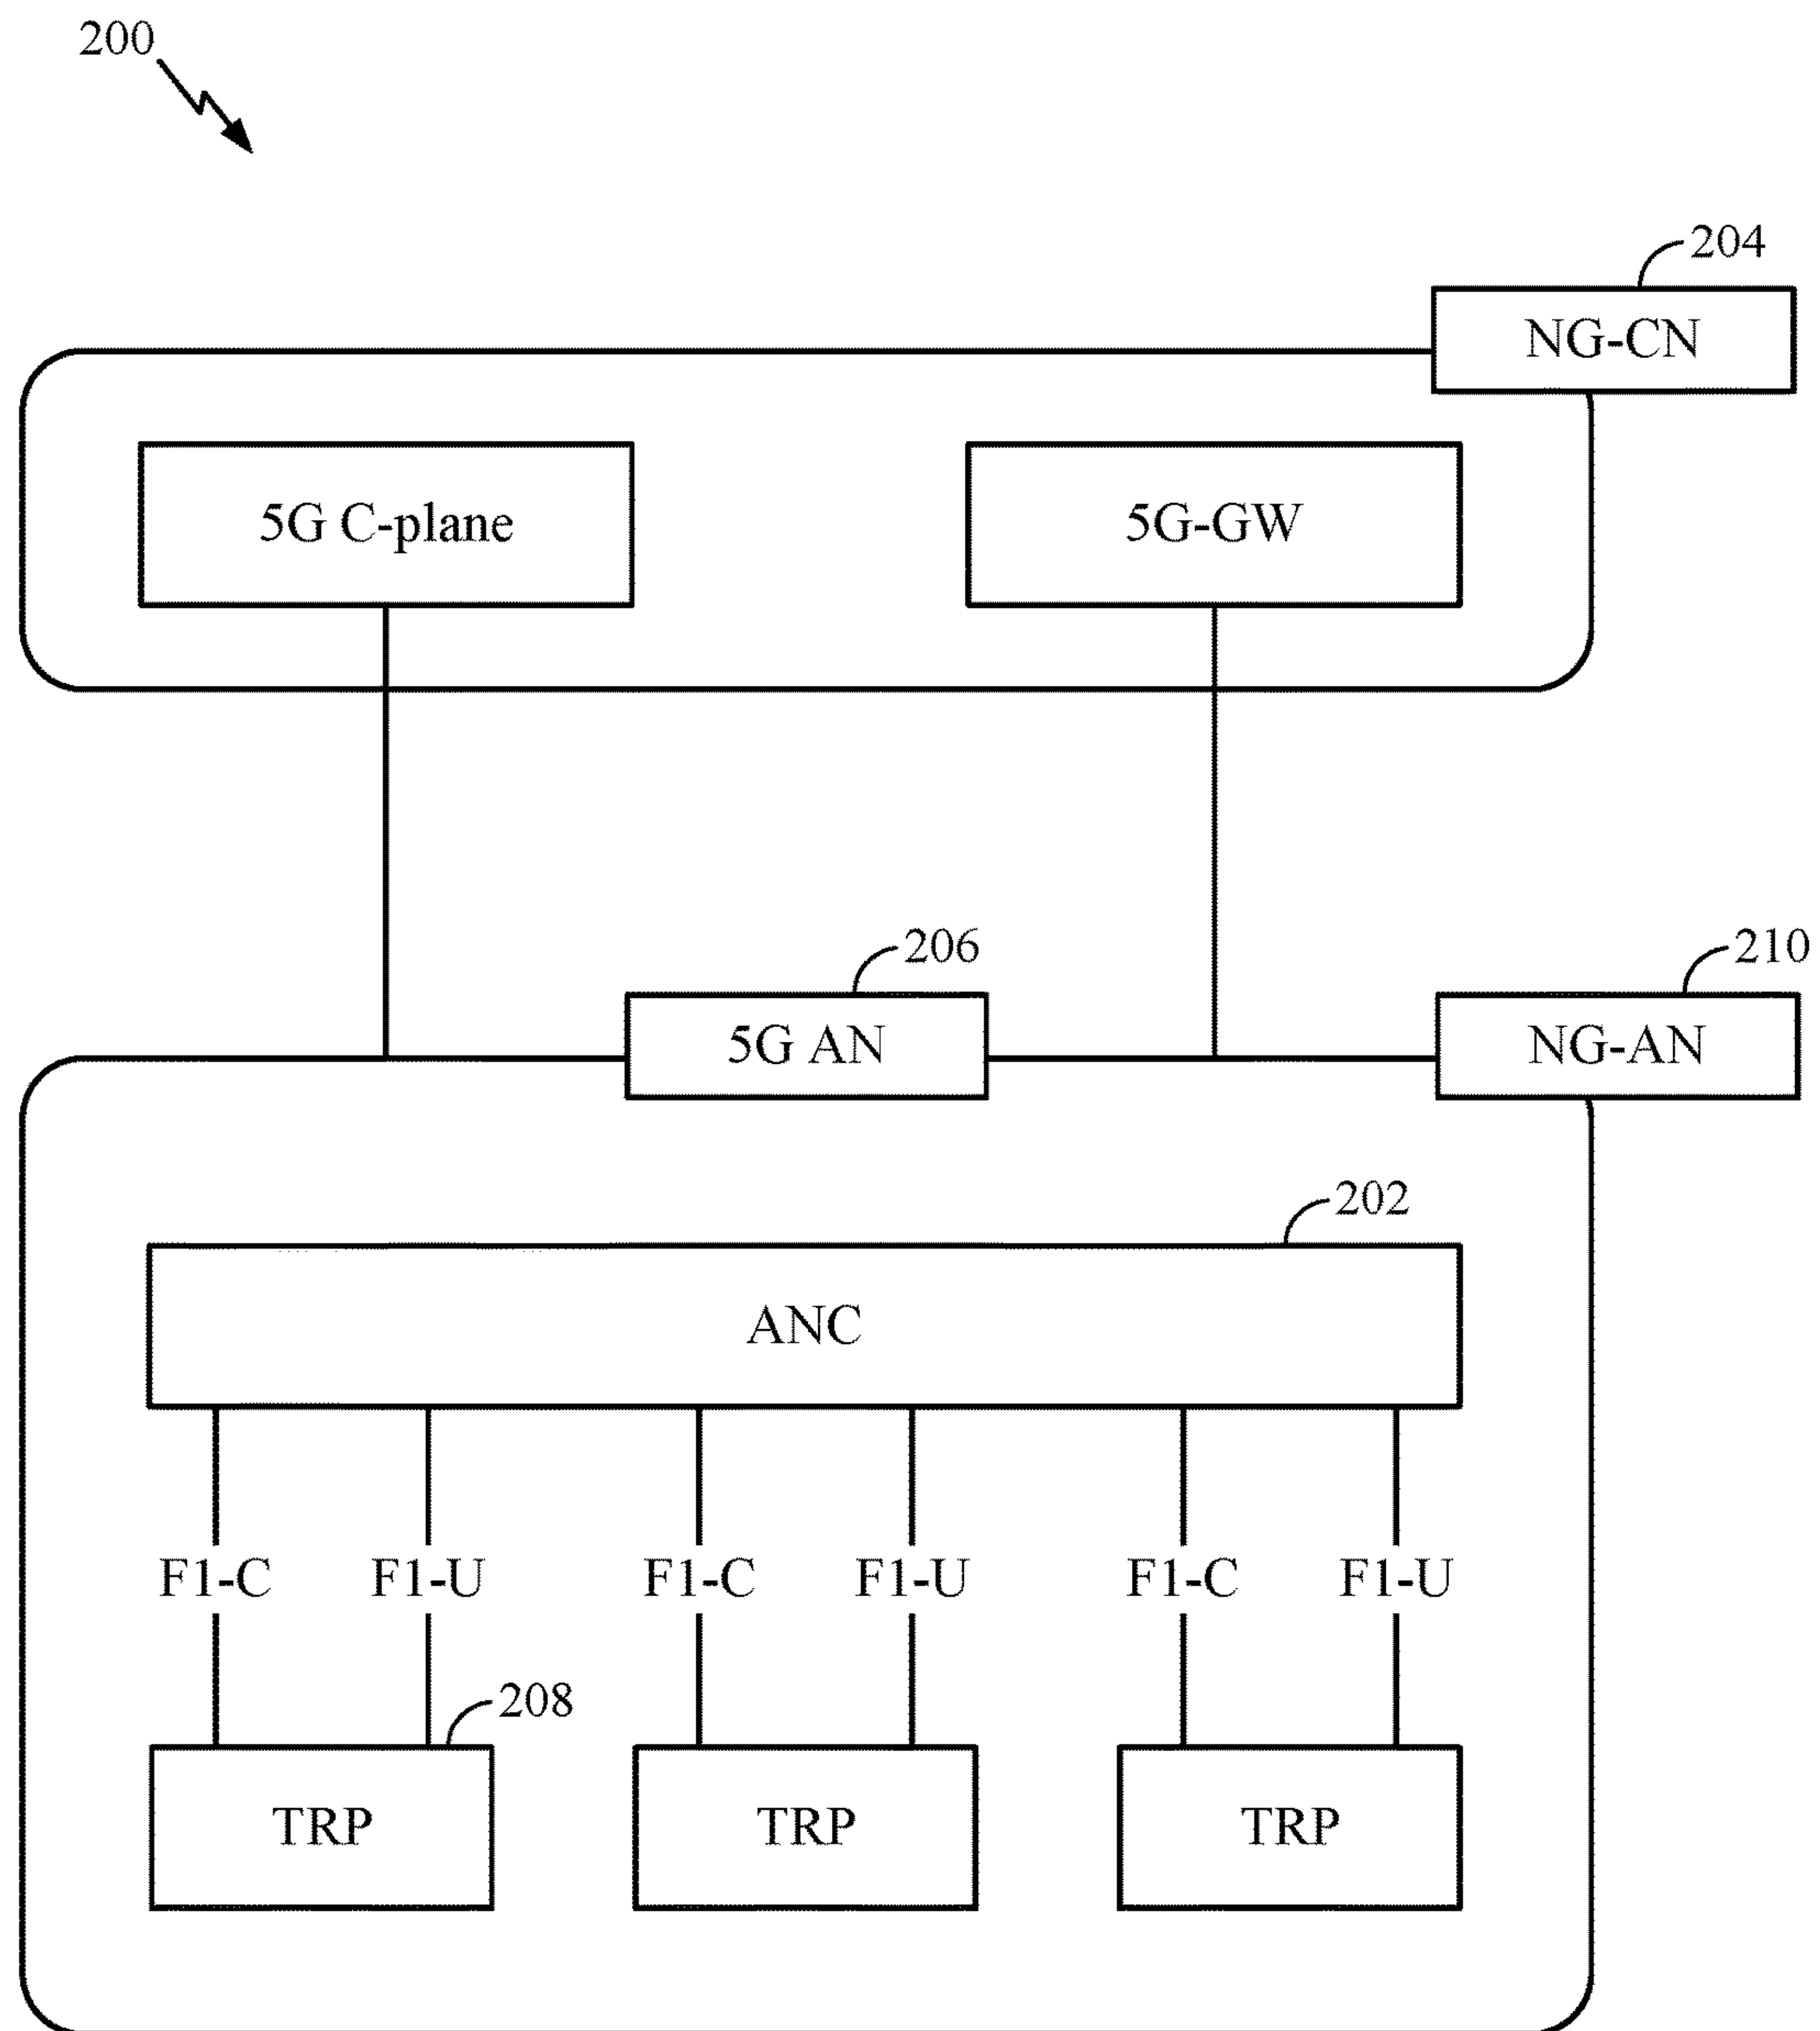 200
204
NG-CN
5G C-plane
5G-GW
206
210
5G AN
NG-AN
202
ANC
F1-C
F1-U
F1-C
F1-U
F1-C
F1-U
208
TRP
TRP
TRP